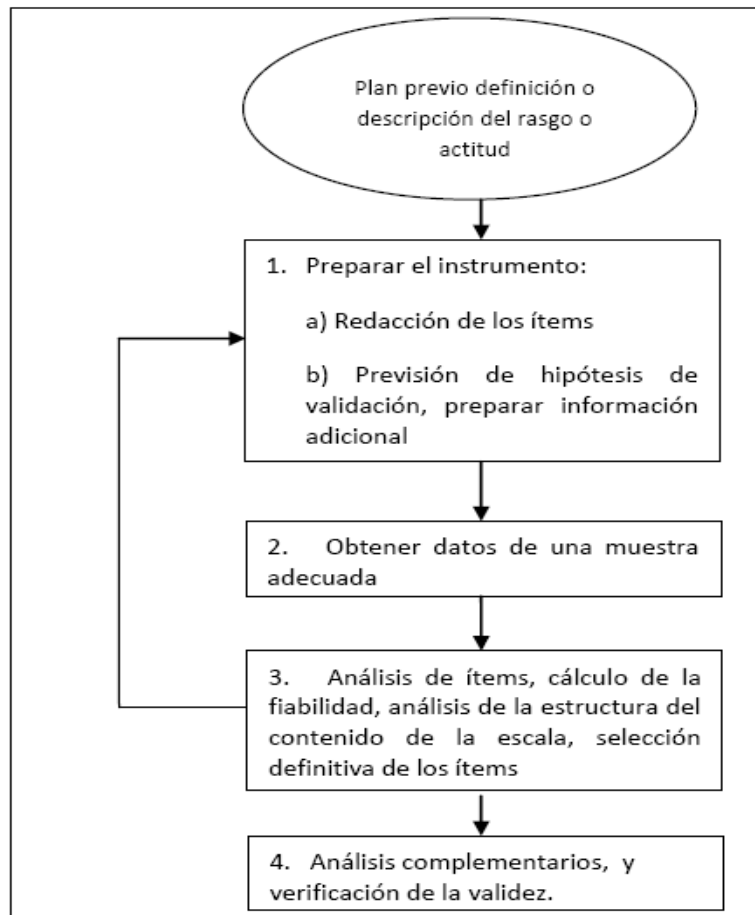 Plan previo definición o
descripción del rasgo o
actitud
1. Preparar el instrumento:
a) Redacción de los ítems
b) Previsión de hipótesis de
validación, preparar información
adicional
2. Obtener datos de una muestra
adecuada
3. Análisis de ítems, cálculo de la
fiabilidad, análisis de la estructura del
contenido de la escala, selección
definitiva de los ítems
4. Análisis complementarios, y
verificación de la validez.